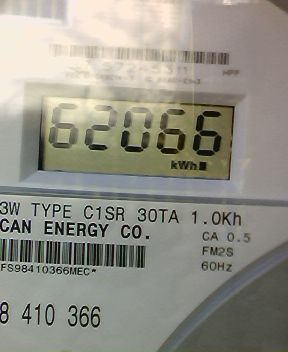 62066
kWh
3W TYPE C1SR 30TA 1.0Kh
CAN ENERGY CO.
CA 0.5
FM2S
60Hz
FS98410366MEC*
8 410 366